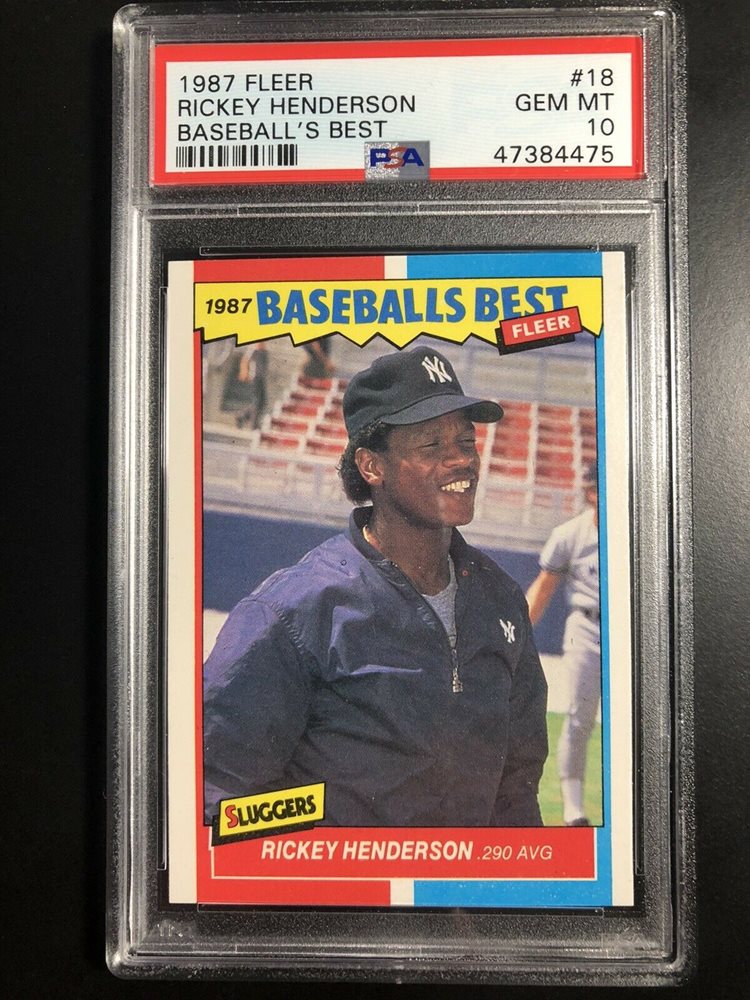 1987 FLEER #18
RICKEY HENDERSON GEM MT
BASEBALL'S BEST 10
PSA 47384475
1987 BASEBALLS BEST
FLEER
NY
NY
SLUGGERS
RICKEY HENDERSON .290 AVG